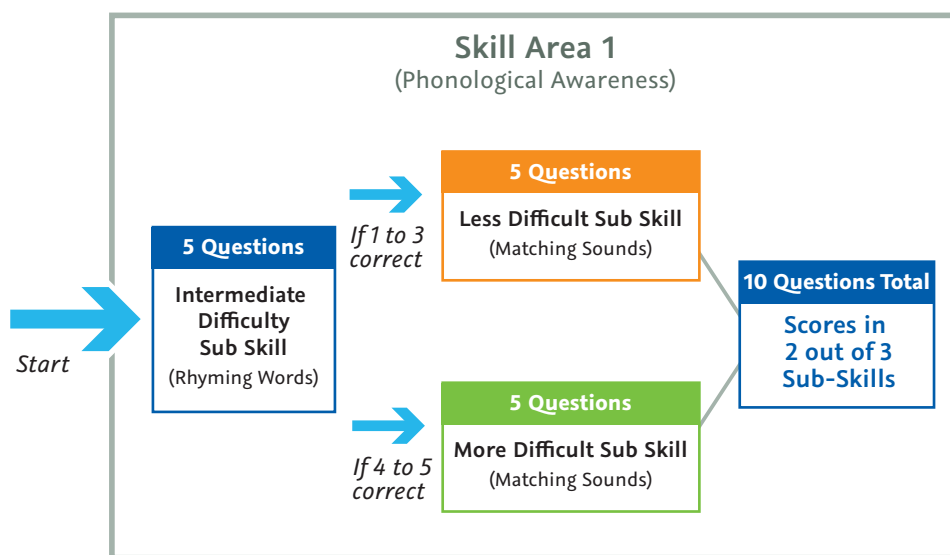 Skill Area 1
(Phonological Awareness)
Start
5 Questions
Intermediate
Difficulty
Sub Skill
(Rhyming Words)
If 1 to 3
correct
5 Questions
Less Difficult Sub Skill
(Matching Sounds)
If 4 to 5
correct
5 Questions
More Difficult Sub Skill
(Matching Sounds)
10 Questions Total
Scores in
2 out of 3
Sub-Skills